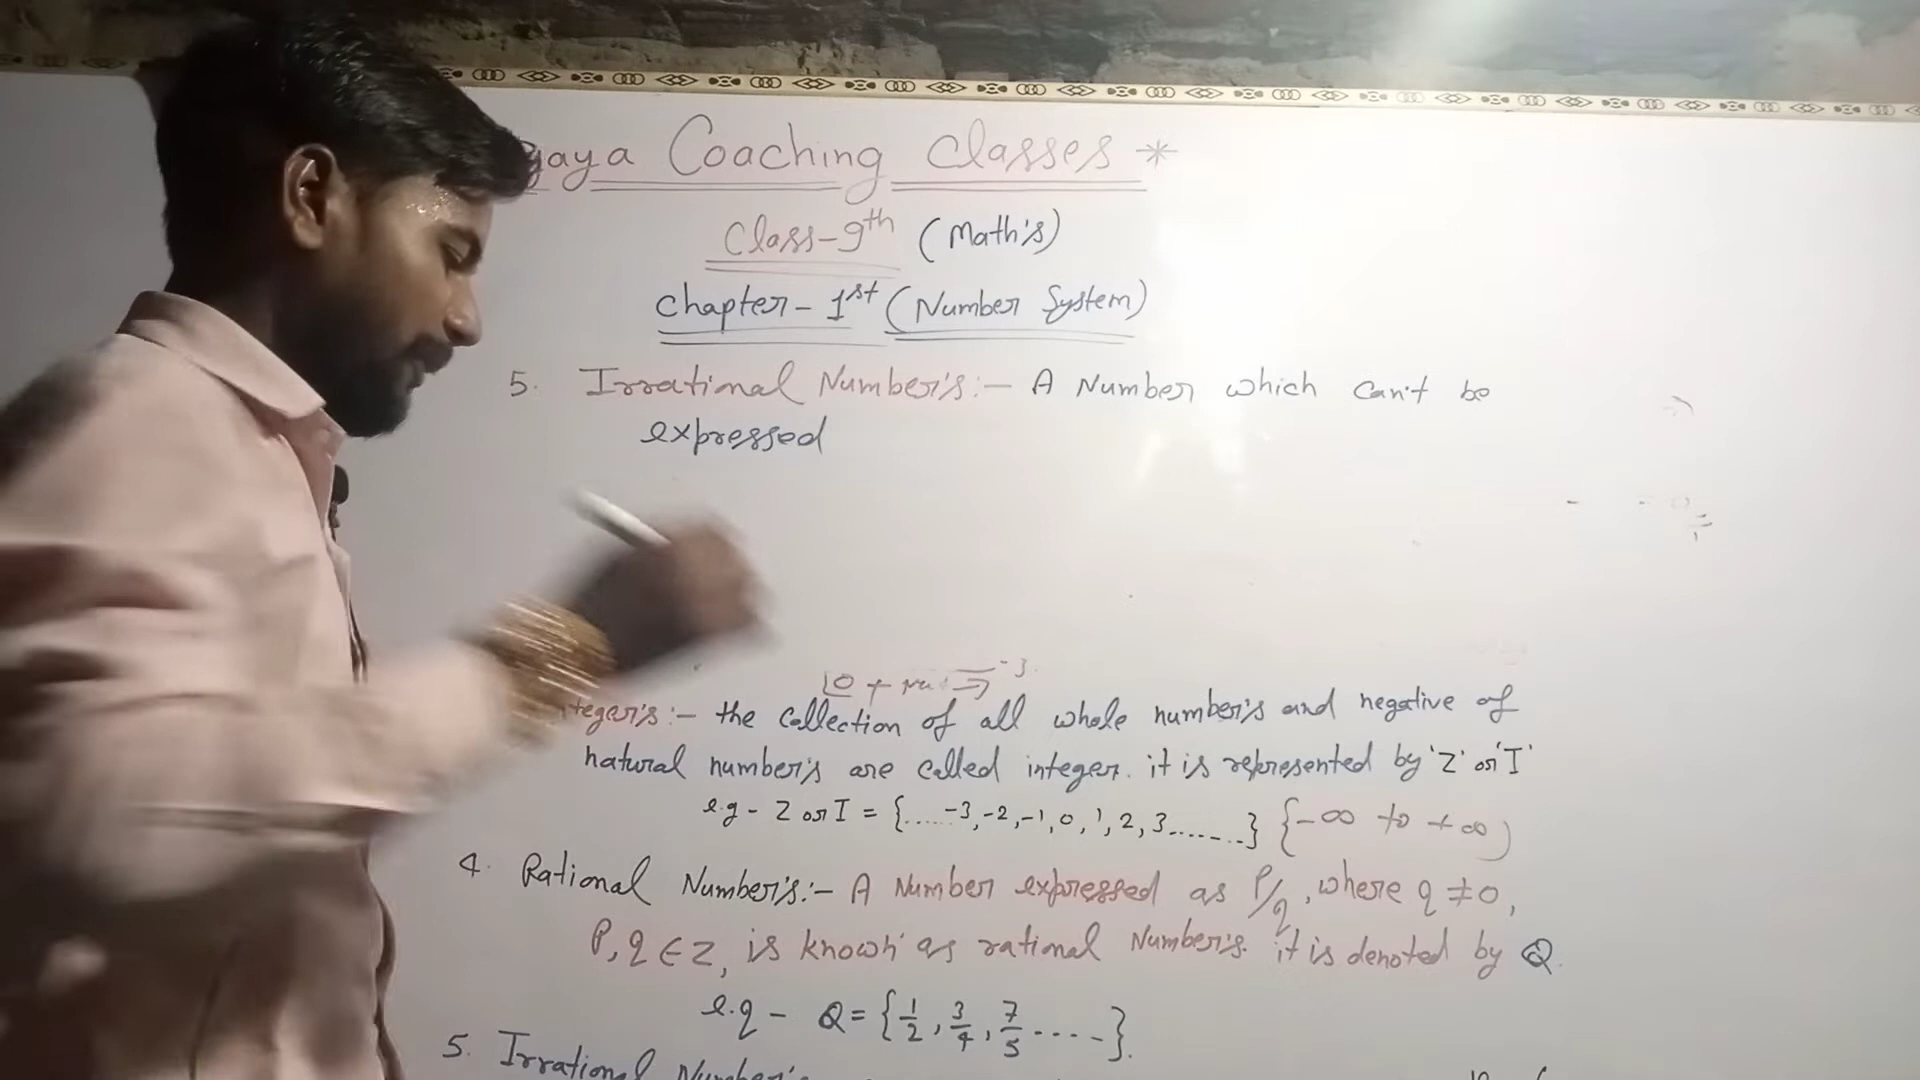 Coaching Classes *
Class-9th (Math's)
Chapter - 1st (Number System)
5. Irrational Number's:- A Number which can't be
expressed
the collection of all whole number's and negative of
natural number's are called integer. it is represented by 'Z' or 'I'
e.g - Z or I = {......-3,-2,-1,0,1,2,3.......} {-∞ to +∞)
4. Rational Number's:- A Number expressed as P/q, where q ≠ 0,
P,q ∈ Z, is known as rational Number's. it is denoted by Q.
e.g - Q = {1/2, 3/4, 7/5 .....}.
5. Irrational Number's